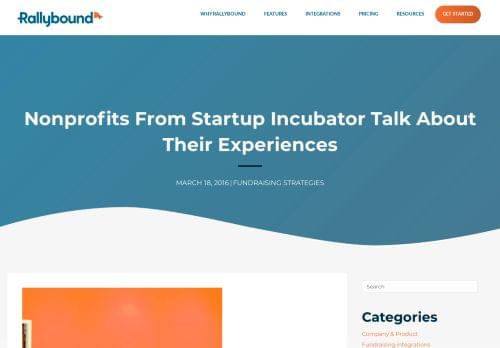 Rallybound
WHY RALLYBOUND
FEATURES
INTEGRATIONS
PRICING
RESOURCES
GET STARTED
Nonprofits From Startup Incubator Talk About
Their Experiences
MARCH 18, 2016 | FUNDRAISING STRATEGIES
Search
Categories
Company & Product
Fundraising Integrations